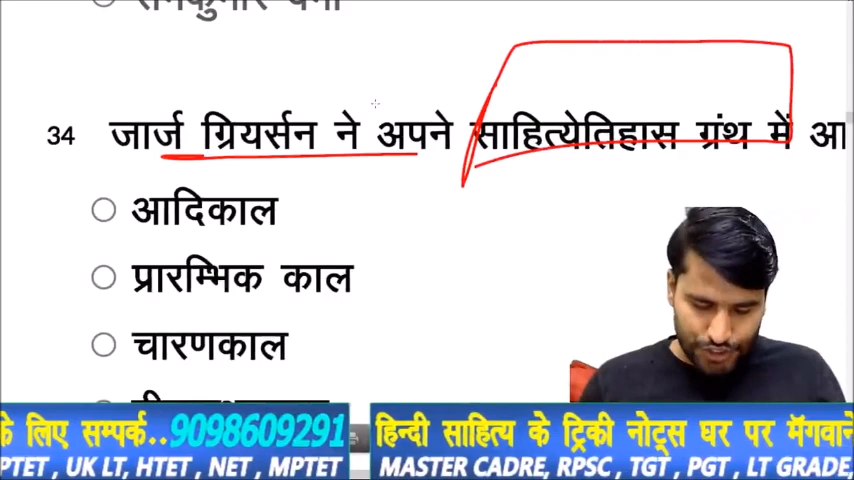 34 जार्ज ग्रियर्सन ने अपने साहित्येतिहास ग्रंथ में आ
आदिकाल
प्रारम्भिक काल
चारणकाल
के लिए सम्पर्क..9098609291 हिन्दी साहित्य के ट्रिकी नोट्स घर पर मॅगवाने
PTET, UK LT, HTET , NET , MPTET MASTER CADRE, RPSC , TGT , PGT , LT GRADE,